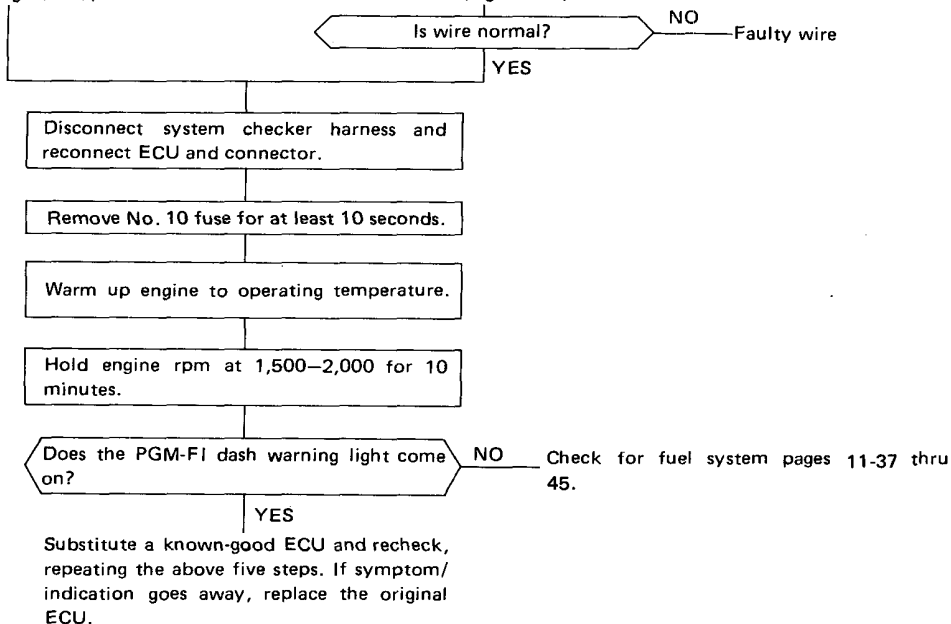 Is wire normal?
NO
Faulty wire
YES
Disconnect system checker harness and
reconnect ECU and connector.
Remove No. 10 fuse for at least 10 seconds.
Warm up engine to operating temperature.
Hold engine rpm at 1,500—2,000 for 10
minutes.
Does the PGM-FI dash warning light come
on?
NO
Check for fuel system pages 11-37 thru
45.
YES
Substitute a known-good ECU and recheck,
repeating the above five steps. If symptom/
indication goes away, replace the original
ECU.